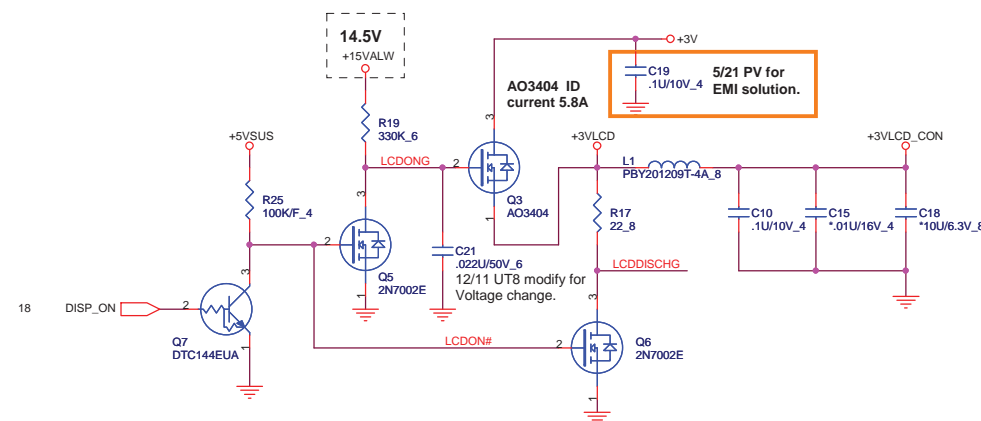 14.5V
+15VALW
+3V
C19
.1U/10V_4
5/21 PV for
EMI solution.
AO3404 ID
current 5.8A
3
R19
330K_6
+5VSUS
+3VLCD
+3VLCD_CON
LCDONG
2
L1
PBY201209T-4A_8
R25
100K/F_4
3
Q3
AO3404
1
R17
22_8
C10
.1U/10V_4
C15
*.01U/16V_4
C18
*10U/6.3V_8
2
Q5
2N7002E
1
C21
.022U/50V_6
12/11 UT8 modify for
Voltage change.
LCDDISCHG
3
3
18
DISP_ON
2
Q7
DTC144EUA
1
LCDON#
2
Q6
2N7002E
1